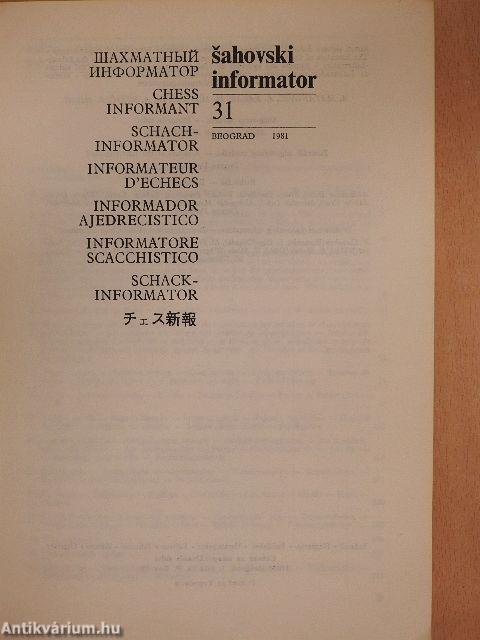 ШАХМАТНЫЙ
ИНФОРМАТОР
CHESS
INFORMANT
SCHACH-
INFORMATOR
INFORMATEUR
D'ECHECS
INFORMADOR
AJEDRECISTICO
INFORMATORE
SCACCHISTICO
SCHACK-
INFORMATOR
チェス新報
šahovski
informator
31
BEOGRAD 1981
Antikvárium.hu